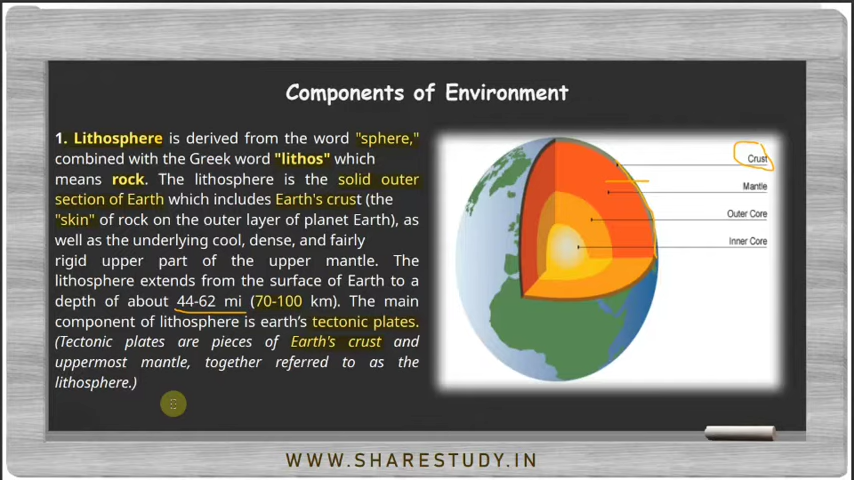 Components of Environment
1. Lithosphere is derived from the word "sphere,"
combined with the Greek word "lithos" which
means rock. The lithosphere is the solid outer
section of Earth which includes Earth's crust (the
"skin" of rock on the outer layer of planet Earth), as
well as the underlying cool, dense, and fairly
rigid upper part of the upper mantle. The
lithosphere extends from the surface of Earth to a
depth of about 44-62 mi (70-100 km). The main
component of lithosphere is earth's tectonic plates.
(Tectonic plates are pieces of Earth's crust and
uppermost mantle, together referred to as the
lithosphere.)
Crust
Mantle
Outer Core
Inner Core
WWW.SHARESTUDY.IN